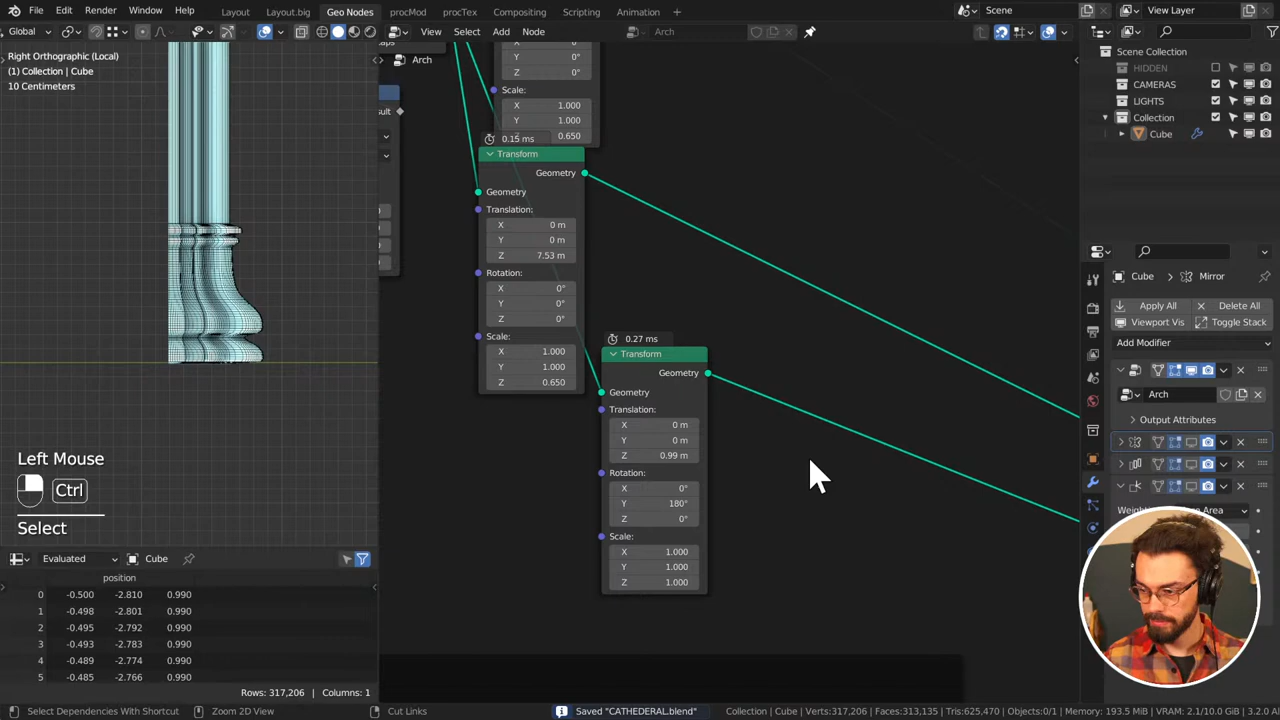 File Edit Render Window Help Layout Layout.big Geo Nodes procMod procTex Compositing Scripting Animation + Scene View Layer
Global View Select Add Node Arch
Right Orthographic (Local)
(1) Collection | Cube
10 Centimeters
Arch
Y 0°
Z 0°
Scale:
X 1.000
Y 1.000
Z 0.650
0.15 ms
Transform
Geometry
Geometry
Translation:
X 0 m
Y 0 m
Z 7.53 m
Rotation:
X 0°
Y 0°
Z 0°
Scale:
X 1.000
Y 1.000
Z 0.650
0.27 ms
Transform
Geometry
Geometry
Translation:
X 0 m
Y 0 m
Z 0.99 m
Rotation:
X 0°
Y 180°
Z 0°
Scale:
X 1.000
Y 1.000
Z 1.000
Left Mouse
Ctrl
Select
Evaluated Cube
position
0 -0.500 -2.810 0.990
1 -0.498 -2.801 0.990
2 -0.495 -2.792 0.990
3 -0.493 -2.783 0.990
4 -0.489 -2.774 0.990
5 -0.485 -2.766 0.990
Rows: 317,206 | Columns: 1
Scene Collection
HIDDEN
CAMERAS
LIGHTS
Collection
Cube
Cube > Mirror
Apply All Delete All
Viewport Vis Toggle Stack
Add Modifier
Arch
Output Attributes
Area
Select Dependencies With Shortcut Zoom 2D View Cut Links Saved "CATHEDERAL.blend" Collection | Cube | Verts:317,206 | Faces:313,135 | Tris:625,470 | Objects:0/1 | Memory: 193.5 MiB | VRAM: 2.1/10.0 GiB | 3.2.0 A